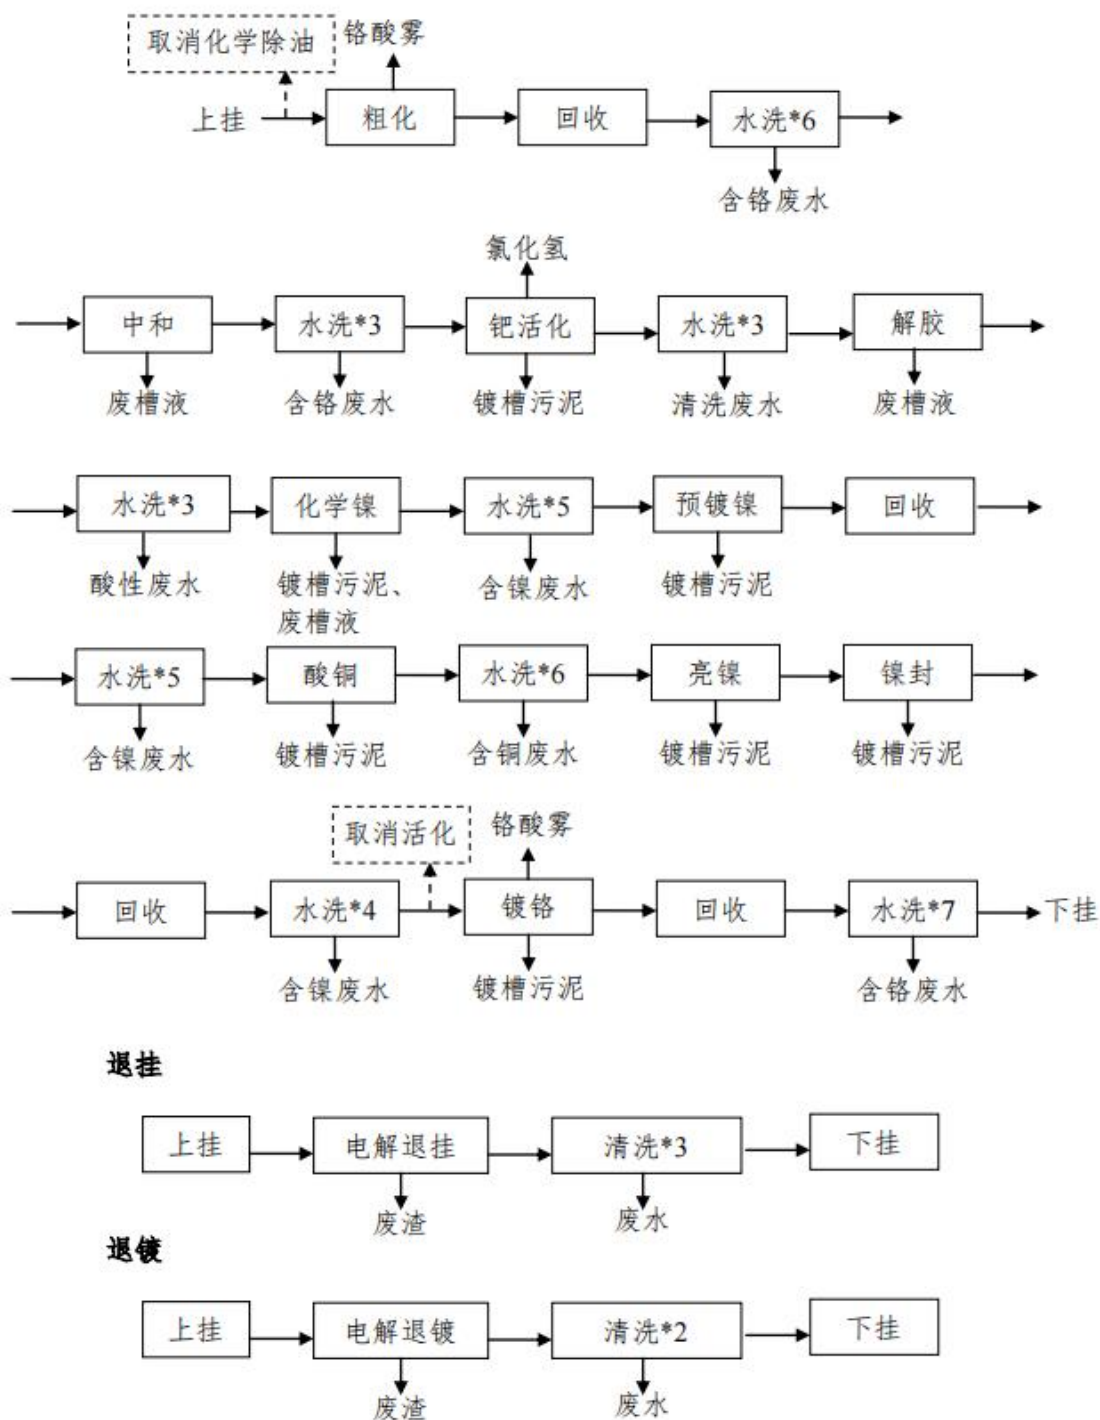 取消化学除油
铬酸雾
上挂
粗化
回收
水洗*6
含铬废水
氯化氢
中和
水洗*3
钯活化
水洗*3
解胶
废槽液
含铬废水
镀槽污泥
清洗废水
废槽液
水洗*3
化学镍
水洗*5
预镀镍
回收
酸性废水
镀槽污泥、
废槽液
含镍废水
镀槽污泥
水洗*5
酸铜
水洗*6
亮镍
镍封
含镍废水
镀槽污泥
含铜废水
镀槽污泥
镀槽污泥
取消活化
铬酸雾
回收
水洗*4
镀铬
回收
水洗*7
下挂
含镍废水
镀槽污泥
含铬废水
退挂
上挂
电解退挂
清洗*3
下挂
废渣
废水
退镀
上挂
电解退镀
清洗*2
下挂
废渣
废水